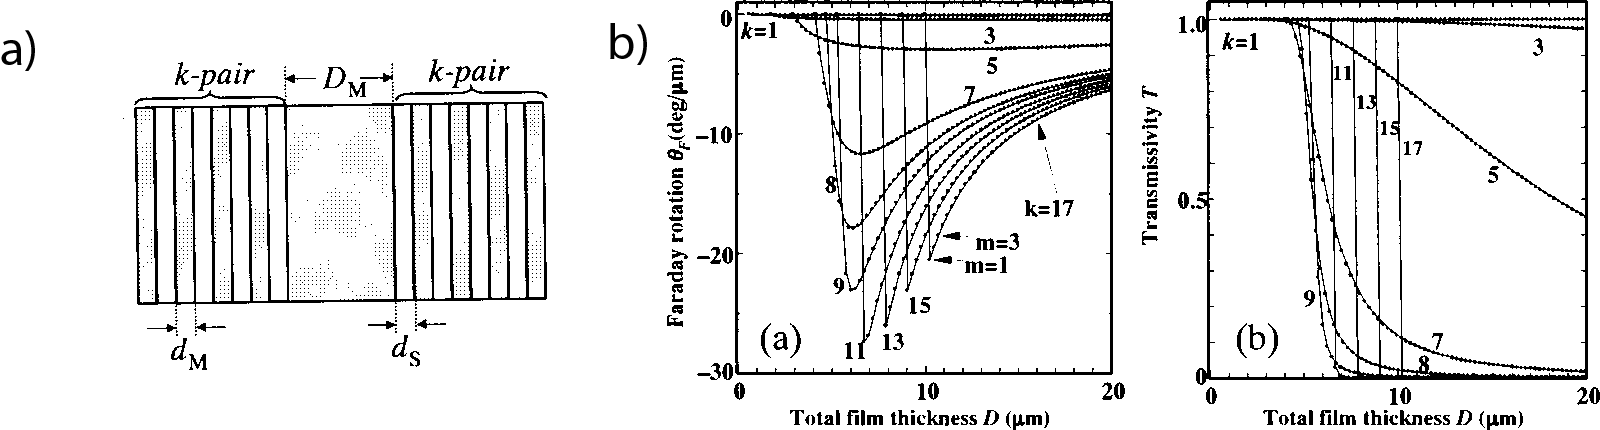 a)
k-pair
D_M
k-pair
d_M
d_S
b)
0
-10
-20
-30
Faraday rotation θ_F(deg/μm)
k=1
3
5
7
8
9
11
13
15
k=17
m=3
m=1
(a)
0
10
20
Total film thickness D (μm)
1.0
0.5
0
Transmissivity T
k=1
3
11
13
15
17
5
9
7
8
(b)
0
10
20
Total film thickness D (μm)